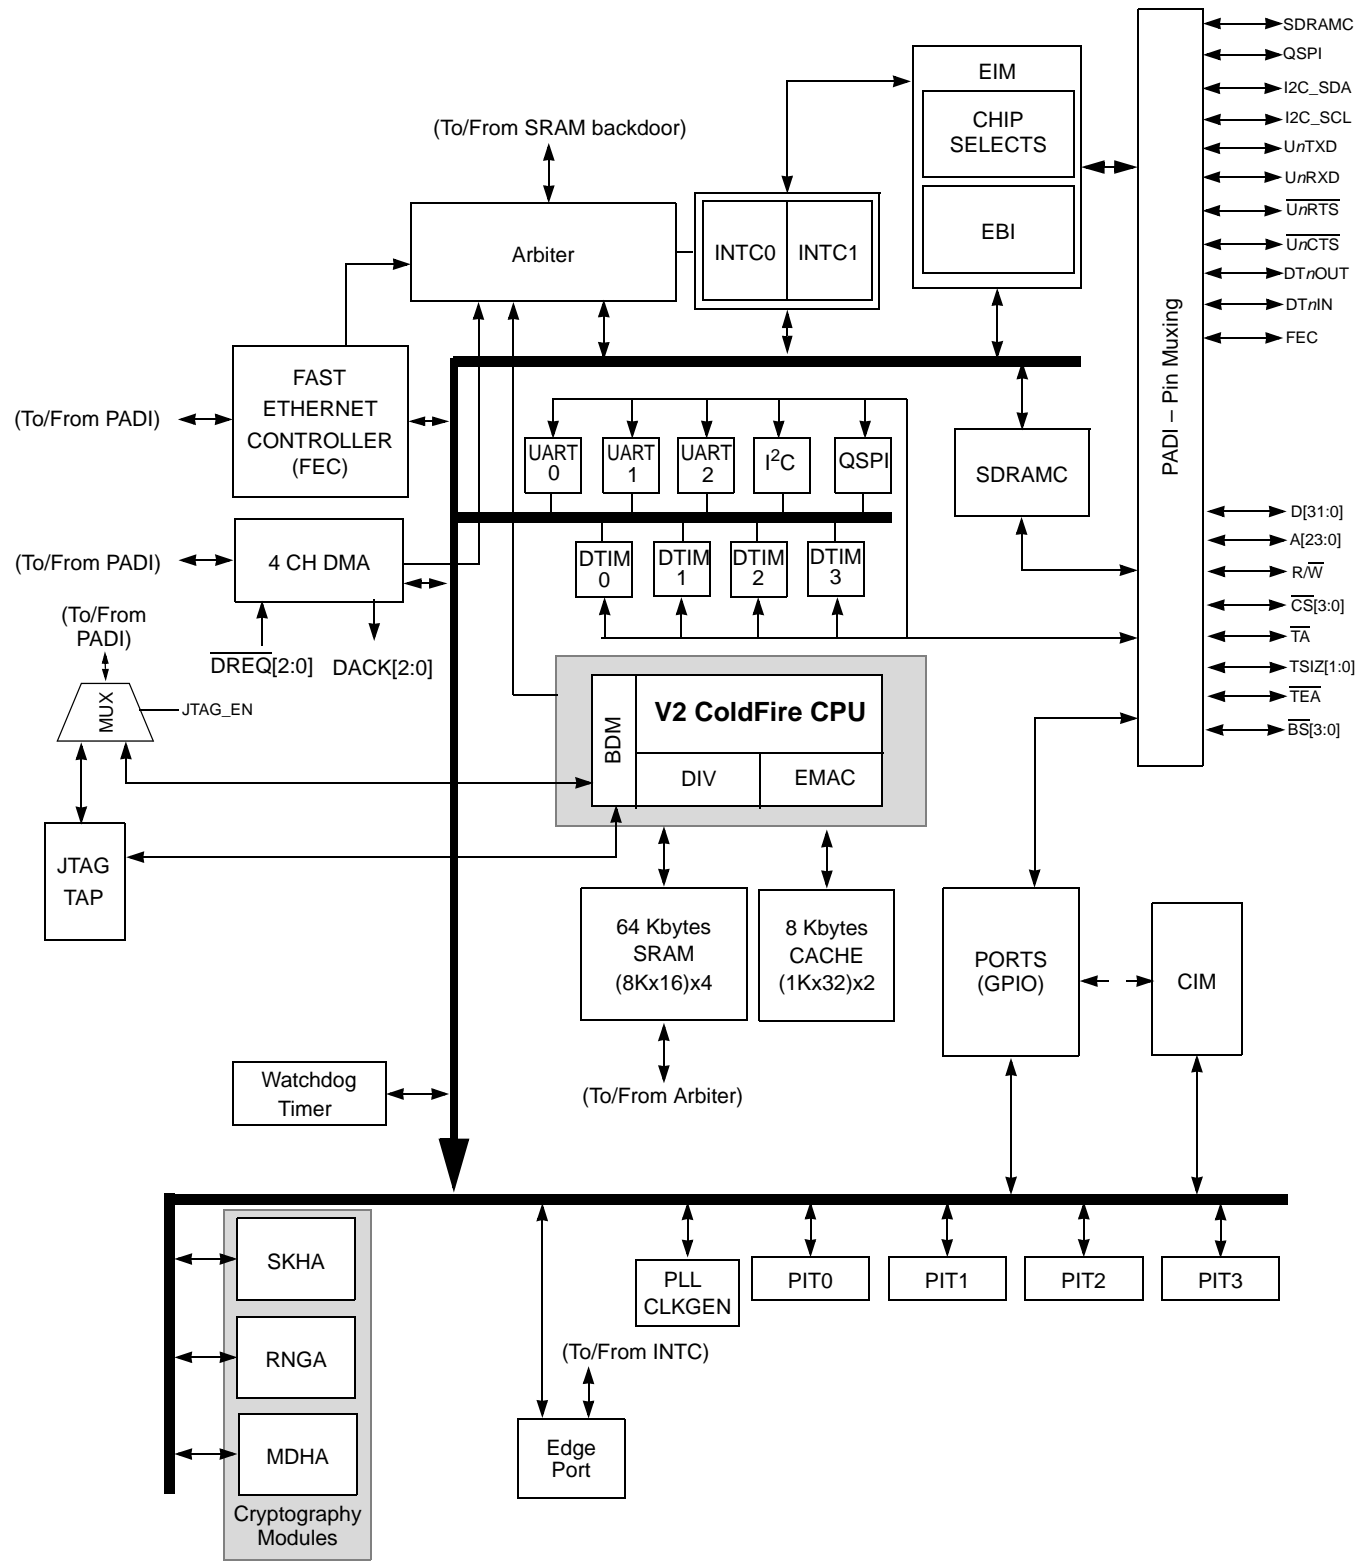 SDRAMC
QSPI
I2C_SDA
I2C_SCL
UnTXD
UnRXD
UnRTS
UnCTS
DTnOUT
DTnIN
FEC
EIM
CHIP
SELECTS
EBI
(To/From SRAM backdoor)
Arbiter
INTC0
INTC1
PADI – Pin Muxing
FAST
ETHERNET
CONTROLLER
(FEC)
(To/From PADI)
UART
0
UART
1
UART
2
I²C
QSPI
SDRAMC
D[31:0]
A[23:0]
R/W
CS[3:0]
TA
TSIZ[1:0]
TEA
BS[3:0]
(To/From PADI)
4 CH DMA
DTIM
0
DTIM
1
DTIM
2
DTIM
3
(To/From
PADI)
DREQ[2:0]
DACK[2:0]
MUX
JTAG_EN
BDM
V2 ColdFire CPU
DIV
EMAC
JTAG
TAP
64 Kbytes
SRAM
(8Kx16)x4
8 Kbytes
CACHE
(1Kx32)x2
PORTS
(GPIO)
CIM
Watchdog
Timer
(To/From Arbiter)
SKHA
RNGA
MDHA
Cryptography
Modules
PLL
CLKGEN
PIT0
PIT1
PIT2
PIT3
(To/From INTC)
Edge
Port